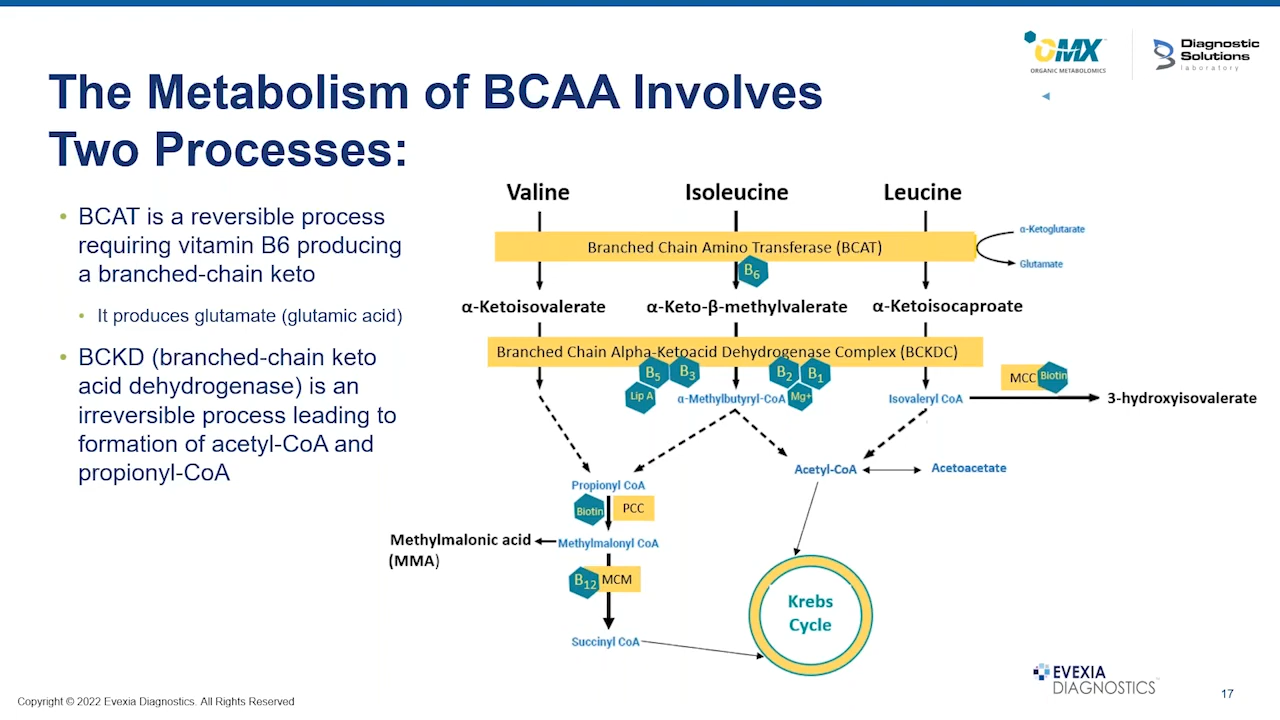 OMX
ORGANIC METABOLOMICS
Diagnostic
Solutions
laboratory
The Metabolism of BCAA Involves
Two Processes:
• BCAT is a reversible process
requiring vitamin B6 producing
a branched-chain keto
• It produces glutamate (glutamic acid)
• BCKD (branched-chain keto
acid dehydrogenase) is an
irreversible process leading to
formation of acetyl-CoA and
propionyl-CoA
Valine Isoleucine Leucine
Branched Chain Amino Transferase (BCAT)
α-Ketoglutarate
Glutamate
B6
α-Ketoisovalerate α-Keto-β-methylvalerate α-Ketoisocaproate
Branched Chain Alpha-Ketoacid Dehydrogenase Complex (BCKDC)
B5 B3 B2 B1
Lip A α-Methylbutyryl-CoA Mg+ Isovaleryl CoA
MCC Biotin
3-hydroxyisovalerate
Acetyl-CoA Acetoacetate
Propionyl CoA
Biotin PCC
Methylmalonic acid
(MMA)
Methylmalonyl CoA
B12 MCM
Succinyl CoA
Krebs
Cycle
EVEXIA
DIAGNOSTICS
Copyright © 2022 Evexia Diagnostics. All Rights Reserved
17